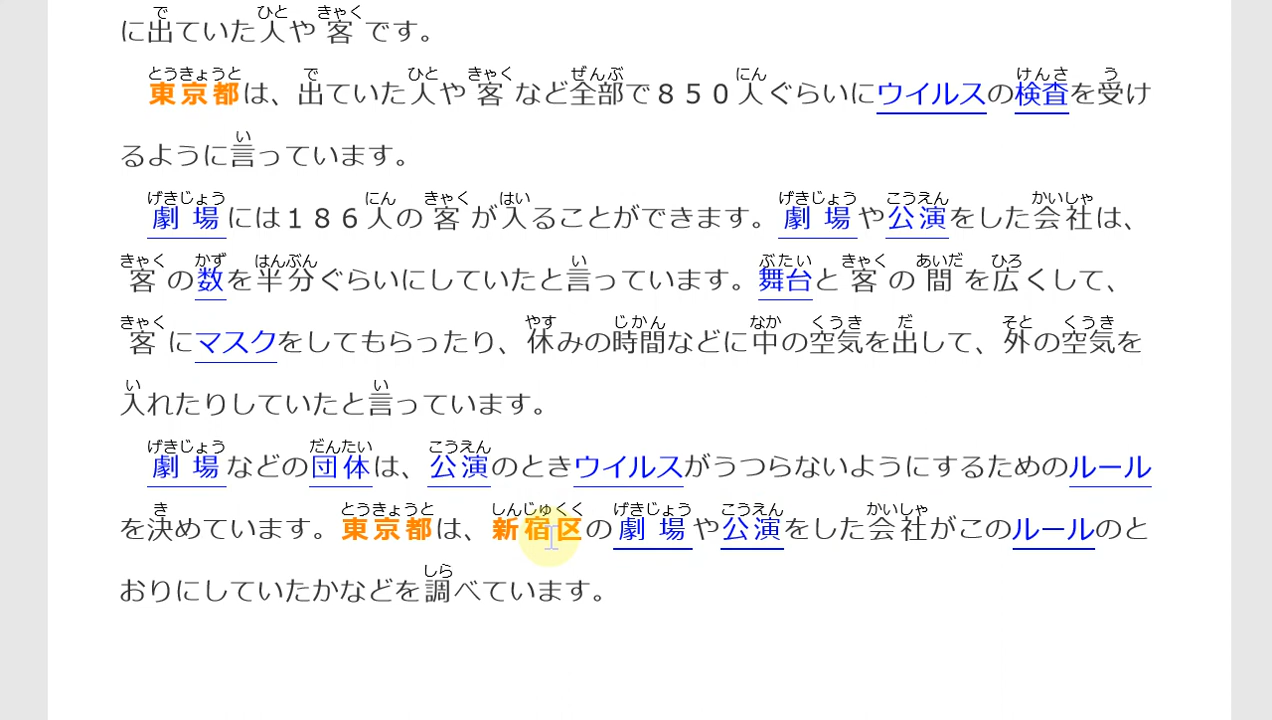 に出ていた人や客です。
東京都は、出ていた人や客など全部で850人ぐらいにウイルスの検査を受け
るように言っています。
劇場には186人の客が入ることができます。劇場や公演をした会社は、
客の数を半分ぐらいにしていたと言っています。舞台と客の間を広くして、
客にマスクをしてもらったり、休みの時間などに中の空気を出して、外の空気を
入れたりしていたと言っています。
劇場などの団体は、公演のときウイルスがうつらないようにするためのルール
を決めています。東京都は、新宿区の劇場や公演をした会社がこのルールのと
おりにしていたかなどを調べています。